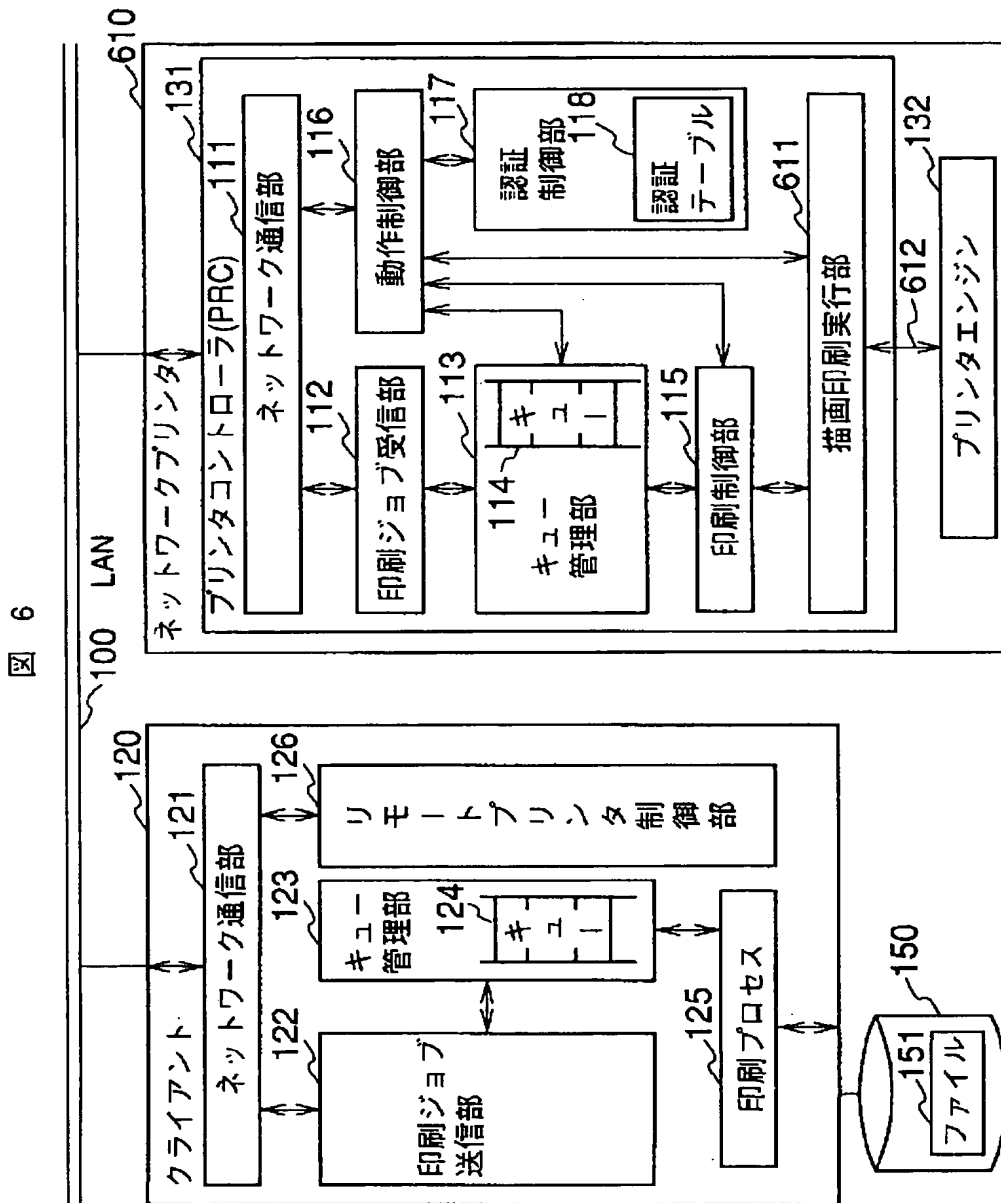 図 6
100
LAN
120
クライアント
121
ネットワーク通信部
122
印刷ジョブ
送信部
123
キュー
管理部
124
キュー
126
リモートプリンタ制御部
125
印刷プロセス
150
151
ファイル
610
ネットワークプリンタ
131
プリンタコントローラ(PRC)
111
ネットワーク通信部
112
印刷ジョブ受信部
116
動作制御部
113
キュー
管理部
114
キュー
117
認証
制御部
118
認証
テーブル
115
印刷制御部
611
描画印刷実行部
612
132
プリンタエンジン